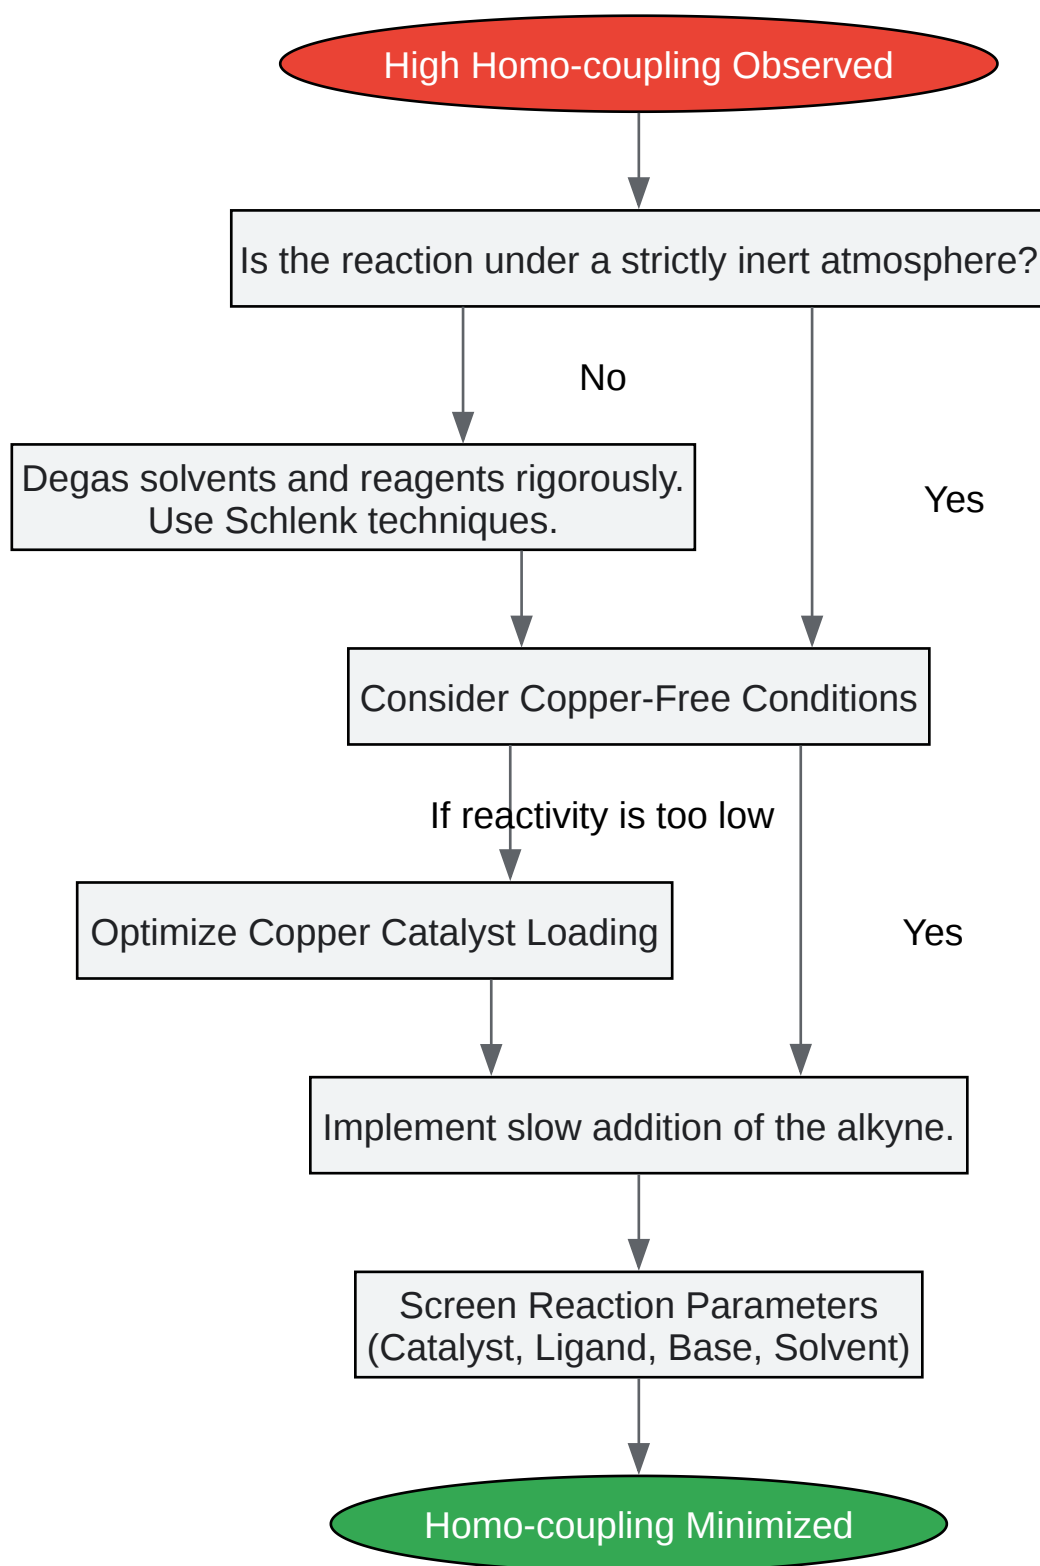 High Homo-coupling Observed
Is the reaction under a strictly inert atmosphere?
No
Degas solvents and reagents rigorously.
Use Schlenk techniques.
Yes
Consider Copper-Free Conditions
If reactivity is too low
Optimize Copper Catalyst Loading
Yes
Implement slow addition of the alkyne.
Screen Reaction Parameters
(Catalyst, Ligand, Base, Solvent)
Homo-coupling Minimized